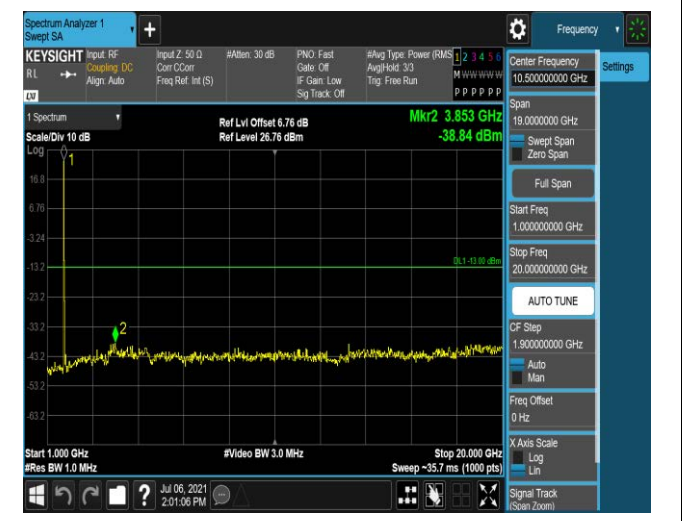 Spectrum Analyzer 1
Swept SA
+
Frequency
KEYSIGHT
RL
LXI
Input: RF
Coupling: DC
Align: Auto
Input Z: 50 Ω
Corr CCorr
Freq Ref: Int (S)
#Atten: 30 dB
PNO: Fast
Gate: Off
IF Gain: Low
Sig Track: Off
#Avg Type: Power (RMS
Avg|Hold: 3/3
Trig: Free Run
1 2 3 4 5 6
M W W W W W
P P P P P P
Center Frequency
10.500000000 GHz
Settings
Span
19.0000000 GHz
Swept Span
Zero Span
Full Span
Start Freq
1.000000000 GHz
Stop Freq
20.000000000 GHz
AUTO TUNE
CF Step
1.900000000 GHz
Auto
Man
Freq Offset
0 Hz
X Axis Scale
Log
Lin
Signal Track
(Span Zoom)
1 Spectrum
Scale/Div 10 dB
Log
Ref Lvl Offset 6.76 dB
Ref Level 26.76 dBm
Mkr2 3.853 GHz
-38.84 dBm
1
16.8
6.76
-3.24
-13.2
DL1 -13.00 dBm
-23.2
-33.2
2
-43.2
-53.2
-63.2
Start 1.000 GHz
#Video BW 3.0 MHz
Stop 20.000 GHz
#Res BW 1.0 MHz
Sweep ~35.7 ms (1000 pts)
?
Jul 06, 2021
2:01:06 PM